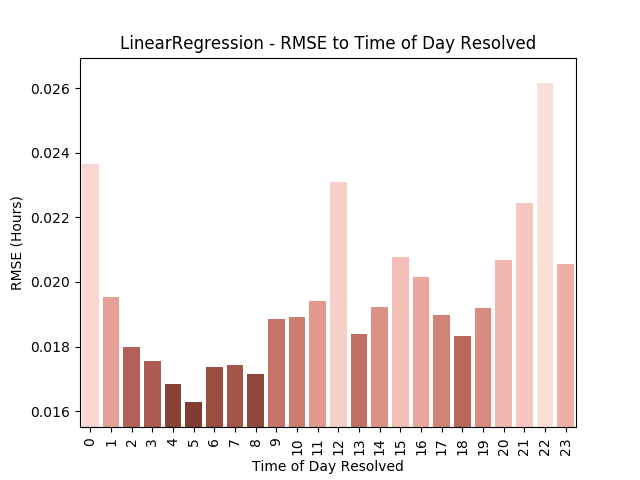 LinearRegression - RMSE to Time of Day Resolved
RMSE (Hours)
0.026
0.024
0.022
0.020
0.018
0.016
0 1 2 3 4 5 6 7 8 9 10 11 12 13 14 15 16 17 18 19 20 21 22 23
Time of Day Resolved